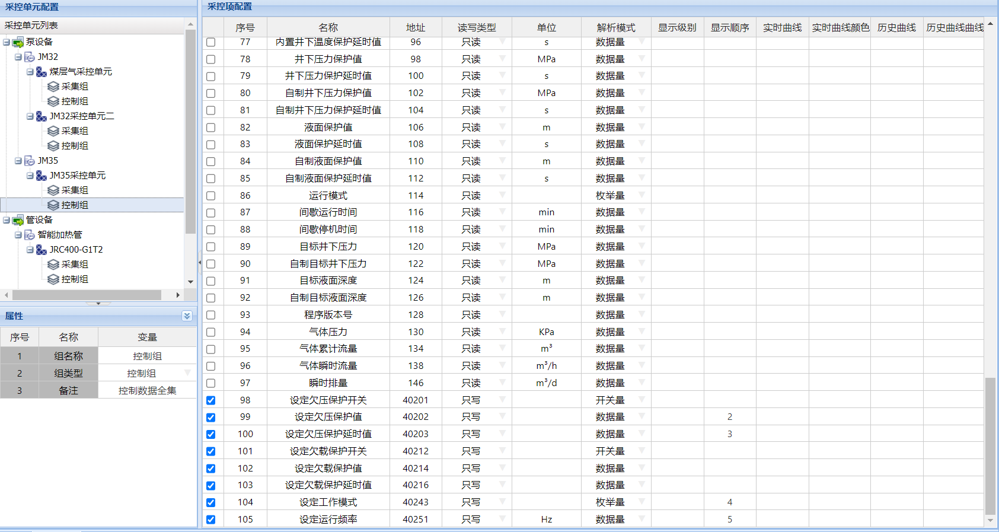 采控单元配置
采控单元列表
泵设备
JM32
煤层气采控单元
采集组
控制组
JM32采控单元二
采集组
控制组
JM35
JM35采控单元
采集组
控制组
管设备
智能加热管
JRC400-G1T2
采集组
控制组
属性
序号 名称 变量
1 组名称 控制组
2 组类型 控制组
3 备注 控制数据全集
采控项配置
序号 名称 地址 读写类型 单位 解析模式 显示级别 显示顺序 实时曲线 实时曲线颜色 历史曲线 历史曲线曲线
77 内置井下温度保护延时值 96 只读 s 数据量
78 井下压力保护值 98 只读 MPa 数据量
79 井下压力保护延时值 100 只读 s 数据量
80 自制井下压力保护值 102 只读 MPa 数据量
81 自制井下压力保护延时值 104 只读 s 数据量
82 液面保护值 106 只读 m 数据量
83 液面保护延时值 108 只读 s 数据量
84 自制液面保护值 110 只读 m 数据量
85 自制液面保护延时值 112 只读 s 数据量
86 运行模式 114 只读 枚举量
87 间歇运行时间 116 只读 min 数据量
88 间歇停机时间 118 只读 min 数据量
89 目标井下压力 120 只读 MPa 数据量
90 自制目标井下压力 122 只读 MPa 数据量
91 目标液面深度 124 只读 m 数据量
92 自制目标液面深度 126 只读 m 数据量
93 程序版本号 128 只读 数据量
94 气体压力 130 只读 KPa 数据量
95 气体累计流量 134 只读 m³ 数据量
96 气体瞬时流量 138 只读 m³/h 数据量
97 瞬时排量 146 只读 m³/d 数据量
98 设定欠压保护开关 40201 只写 开关量
99 设定欠压保护值 40202 只写 数据量 2
100 设定欠压保护延时值 40203 只写 数据量 3
101 设定欠载保护开关 40212 只写 开关量
102 设定欠载保护值 40214 只写 数据量
103 设定欠载保护延时值 40216 只写 数据量
104 设定工作模式 40243 只写 枚举量 4
105 设定运行频率 40251 只写 Hz 数据量 5